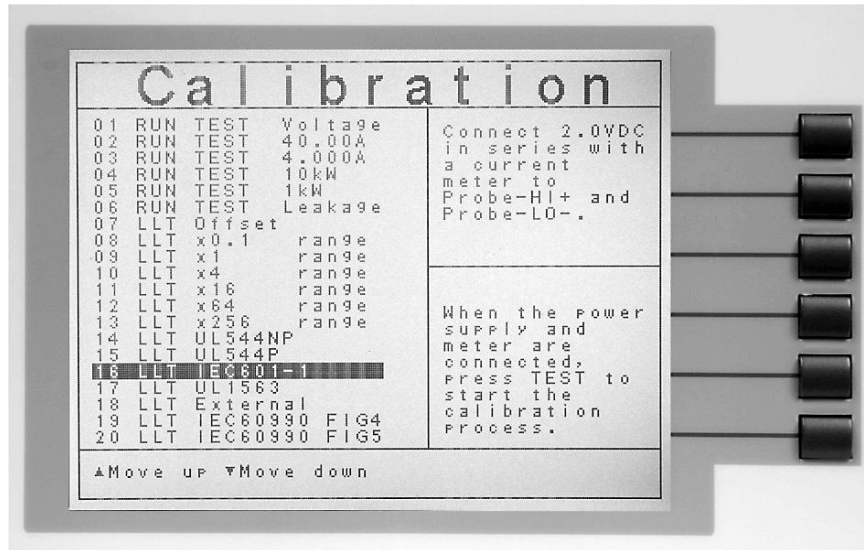 Calibration
01 RUN TEST Voltage
02 RUN TEST 40.00A
03 RUN TEST 4.000A
04 RUN TEST 10kW
05 RUN TEST 1kW
06 RUN TEST Leakage
07 LLT Offset
08 LLT x0.1 range
09 LLT x1 range
10 LLT x4 range
11 LLT x16 range
12 LLT x64 range
13 LLT x256 range
14 LLT UL544NP
15 LLT UL544P
16 LLT IEC601-1
17 LLT UL1563
18 LLT External
19 LLT IEC60990 FIG4
20 LLT IEC60990 FIG5
Connect 2.0VDC
in series with
a current
meter to
Probe-HI+ and
Probe-LO-.
When the power
supply and
meter are
connected,
press TEST to
start the
calibration
process.
▲Move up ▼Move down